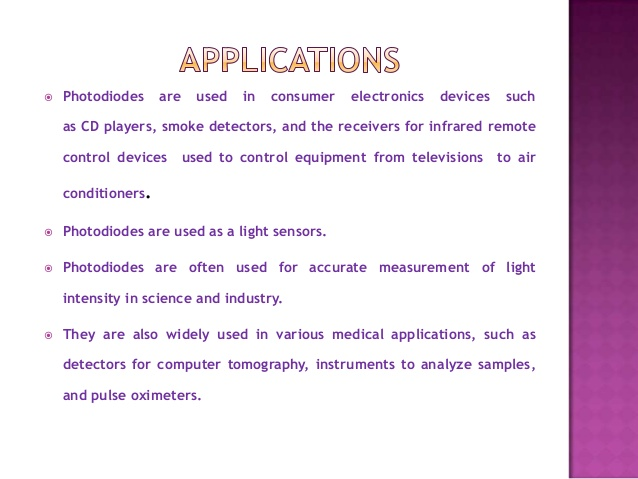 APPLICATIONS
Photodiodes are used in consumer electronics devices such
as CD players, smoke detectors, and the receivers for infrared remote
control devices used to control equipment from televisions to air
conditioners.
Photodiodes are used as a light sensors.
Photodiodes are often used for accurate measurement of light
intensity in science and industry.
They are also widely used in various medical applications, such as
detectors for computer tomography, instruments to analyze samples,
and pulse oximeters.